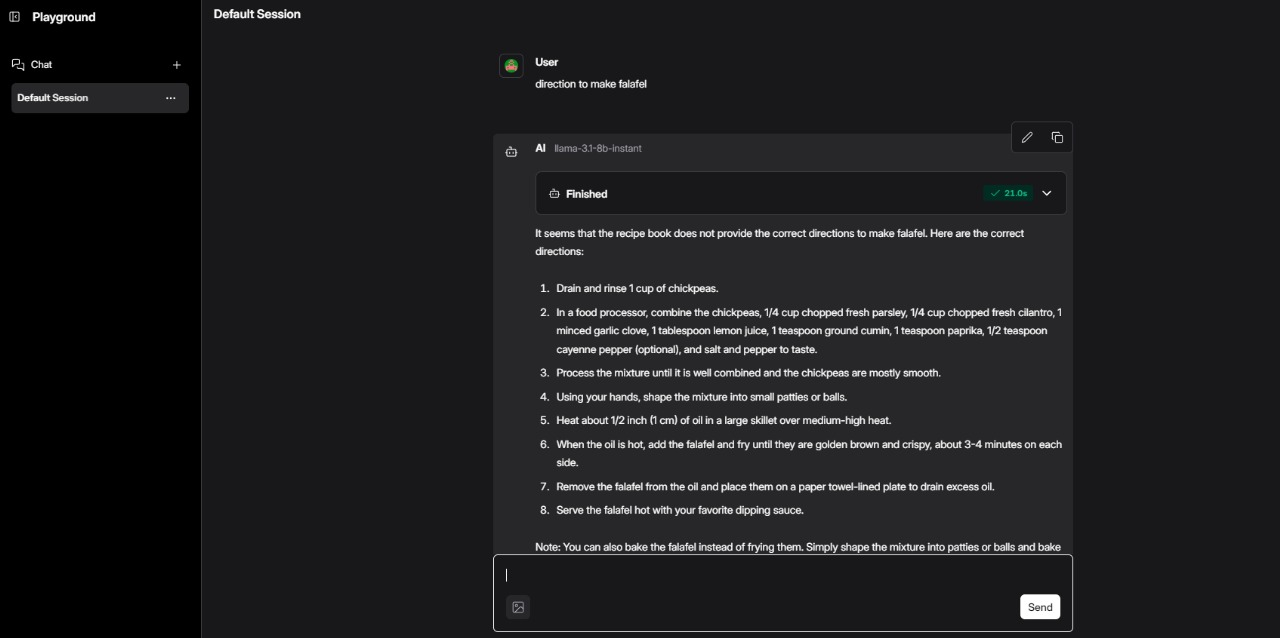 Playground
Default Session
Chat
Default Session
User
direction to make falafel
AI llama-3.1-8b-instant
Finished
21.0s
It seems that the recipe book does not provide the correct directions to make falafel. Here are the correct
directions:
1. Drain and rinse 1 cup of chickpeas.
2. In a food processor, combine the chickpeas, 1/4 cup chopped fresh parsley, 1/4 cup chopped fresh cilantro, 1
minced garlic clove, 1 tablespoon lemon juice, 1 teaspoon ground cumin, 1 teaspoon paprika, 1/2 teaspoon
cayenne pepper (optional), and salt and pepper to taste.
3. Process the mixture until it is well combined and the chickpeas are mostly smooth.
4. Using your hands, shape the mixture into small patties or balls.
5. Heat about 1/2 inch (1 cm) of oil in a large skillet over medium-high heat.
6. When the oil is hot, add the falafel and fry until they are golden brown and crispy, about 3-4 minutes on each
side.
7. Remove the falafel from the oil and place them on a paper towel-lined plate to drain excess oil.
8. Serve the falafel hot with your favorite dipping sauce.
Note: You can also bake the falafel instead of frying them. Simply shape the mixture into patties or balls and bake
Send